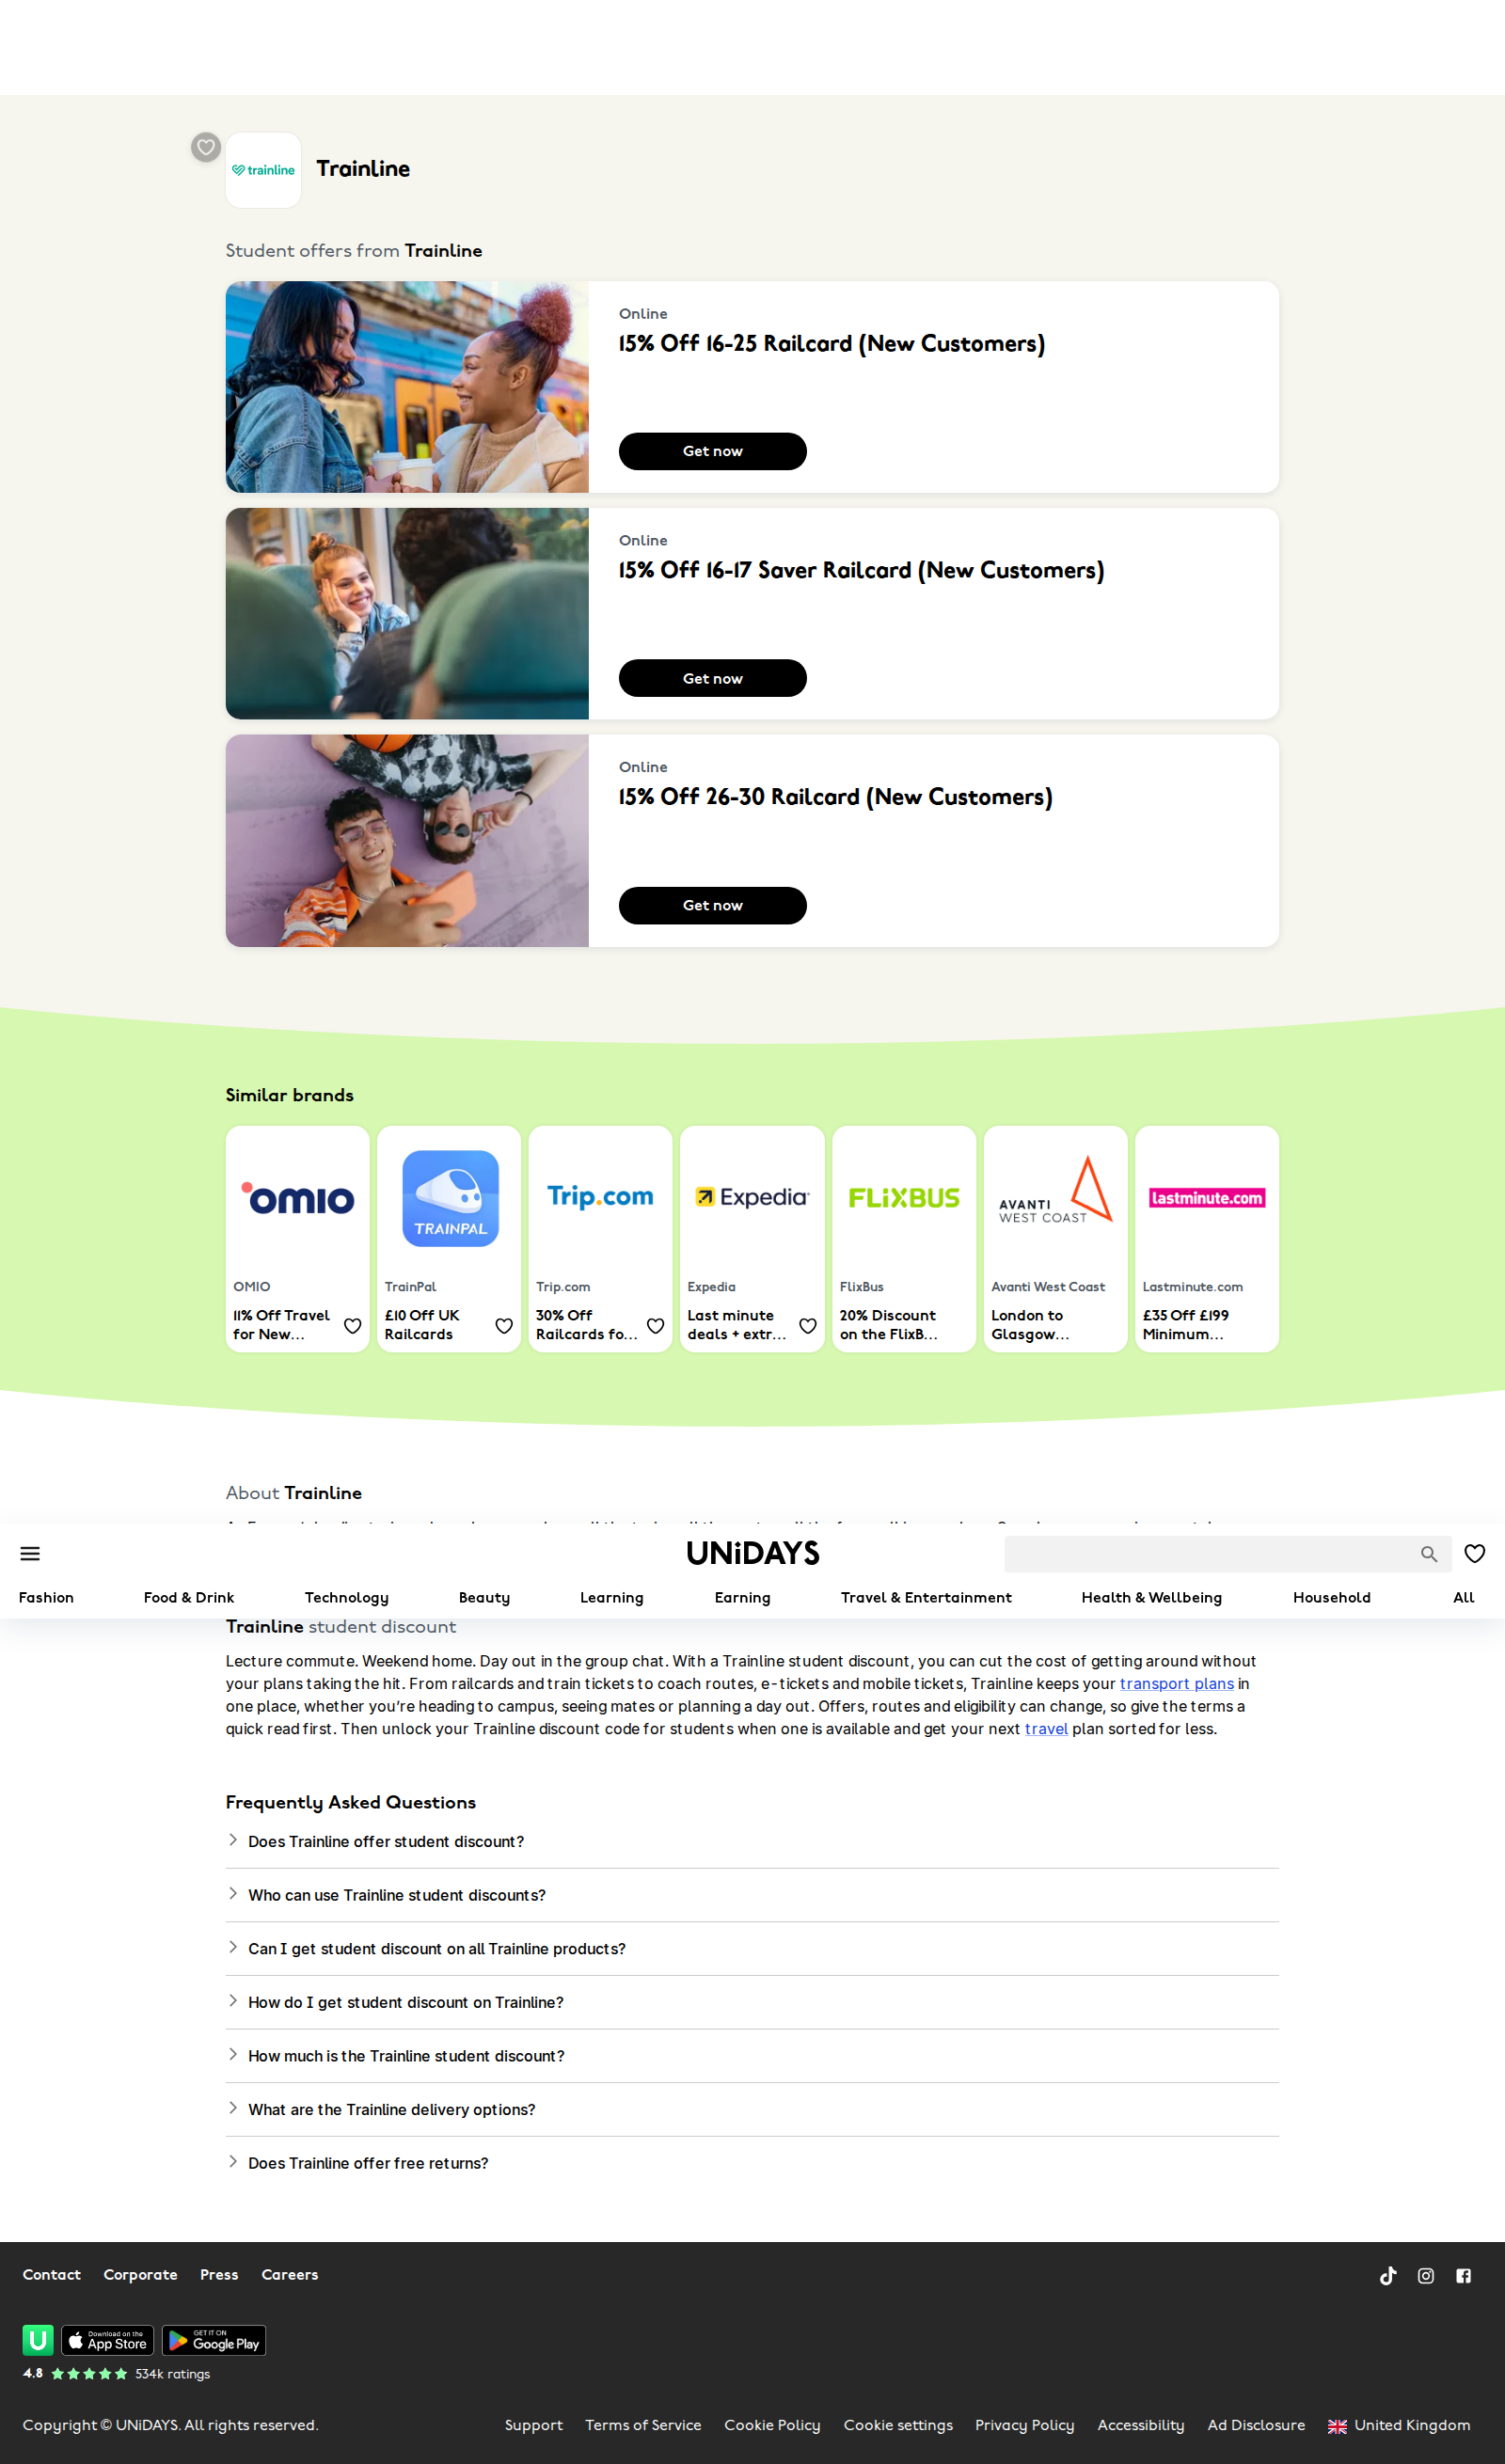 trainline
Trainline
Student offers from Trainline
Online
15% Off 16-25 Railcard (New Customers)
Get now
Online
15% Off 16-17 Saver Railcard (New Customers)
Get now
Online
15% Off 26-30 Railcard (New Customers)
Get now
Similar brands
OMIO
TRAINPAL
Trip.com
Expedia
FLiXBUS
AVANTI
WEST COAST
lastminute.com
OMIO
11% Off Travel
for New...
TrainPal
£10 Off UK
Railcards
Trip.com
30% Off
Railcards fo...
Expedia
Last minute
deals + extr...
FlixBus
20% Discount
on the FlixB...
Avanti West Coast
London to
Glasgow...
Lastminute.com
£35 Off £199
Minimum...
About Trainline
UNiDAYS
Fashion
Food & Drink
Technology
Beauty
Learning
Earning
Travel & Entertainment
Health & Wellbeing
Household
All
Trainline student discount
Lecture commute. Weekend home. Day out in the group chat. With a Trainline student discount, you can cut the cost of getting around without
your plans taking the hit. From railcards and train tickets to coach routes, e-tickets and mobile tickets, Trainline keeps your transport plans in
one place, whether you’re heading to campus, seeing mates or planning a day out. Offers, routes and eligibility can change, so give the terms a
quick read first. Then unlock your Trainline discount code for students when one is available and get your next travel plan sorted for less.
Frequently Asked Questions
Does Trainline offer student discount?
Who can use Trainline student discounts?
Can I get student discount on all Trainline products?
How do I get student discount on Trainline?
How much is the Trainline student discount?
What are the Trainline delivery options?
Does Trainline offer free returns?
Contact
Corporate
Press
Careers
U
Download on the
App Store
GET IT ON
Google Play
4.8
534k ratings
Copyright © UNiDAYS. All rights reserved.
Support
Terms of Service
Cookie Policy
Cookie settings
Privacy Policy
Accessibility
Ad Disclosure
United Kingdom